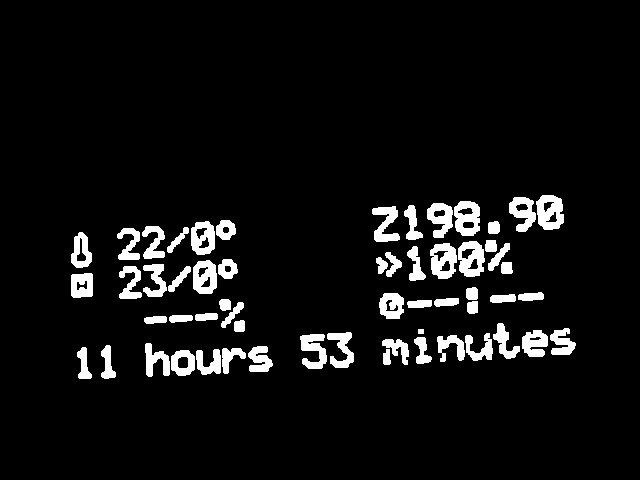 22/0° Z198.90
23/0° »100%
---% --:--
11 hours 53 minutes